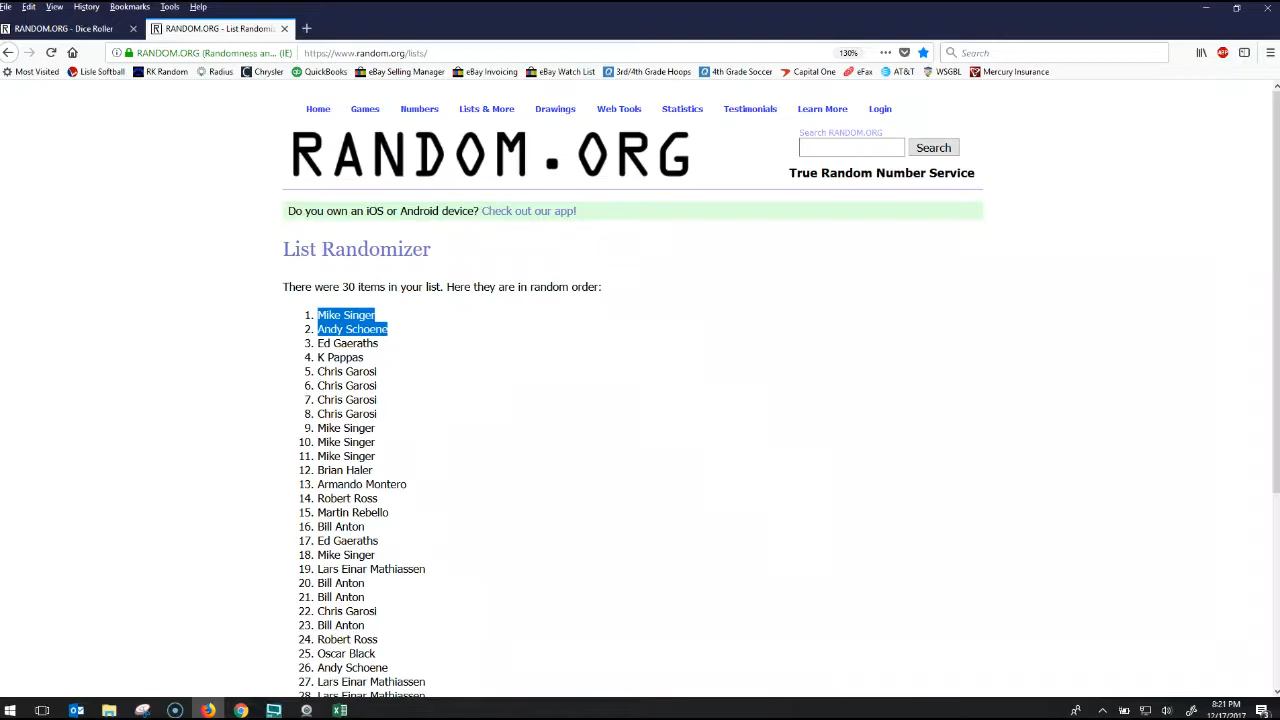 File Edit View History Bookmarks Tools Help
RANDOM.ORG - Dice Roller RANDOM.ORG - List Randomiz
RANDOM.ORG (Randomness an... (IE) https://www.random.org/lists/ 130% Search
Most Visited Lisle Softball RK Random Radius Chrysler QuickBooks eBay Selling Manager eBay Invoicing eBay Watch List 3rd/4th Grade Hoops 4th Grade Soccer Capital One eFax AT&T WSGBL Mercury Insurance
Home Games Numbers Lists & More Drawings Web Tools Statistics Testimonials Learn More Login
Search RANDOM.ORG
RANDOM.ORG
Search
True Random Number Service
Do you own an iOS or Android device? Check out our app!
List Randomizer
There were 30 items in your list. Here they are in random order:
1. Mike Singer
2. Andy Schoene
3. Ed Gaeraths
4. K Pappas
5. Chris Garosi
6. Chris Garosi
7. Chris Garosi
8. Chris Garosi
9. Mike Singer
10. Mike Singer
11. Mike Singer
12. Brian Haler
13. Armando Montero
14. Robert Ross
15. Martin Rebello
16. Bill Anton
17. Ed Gaeraths
18. Mike Singer
19. Lars Einar Mathiassen
20. Bill Anton
21. Bill Anton
22. Chris Garosi
23. Bill Anton
24. Robert Ross
25. Oscar Black
26. Andy Schoene
27. Lars Einar Mathiassen
28. Lars Einar Mathiassen
8:21 PM
12/17/2017